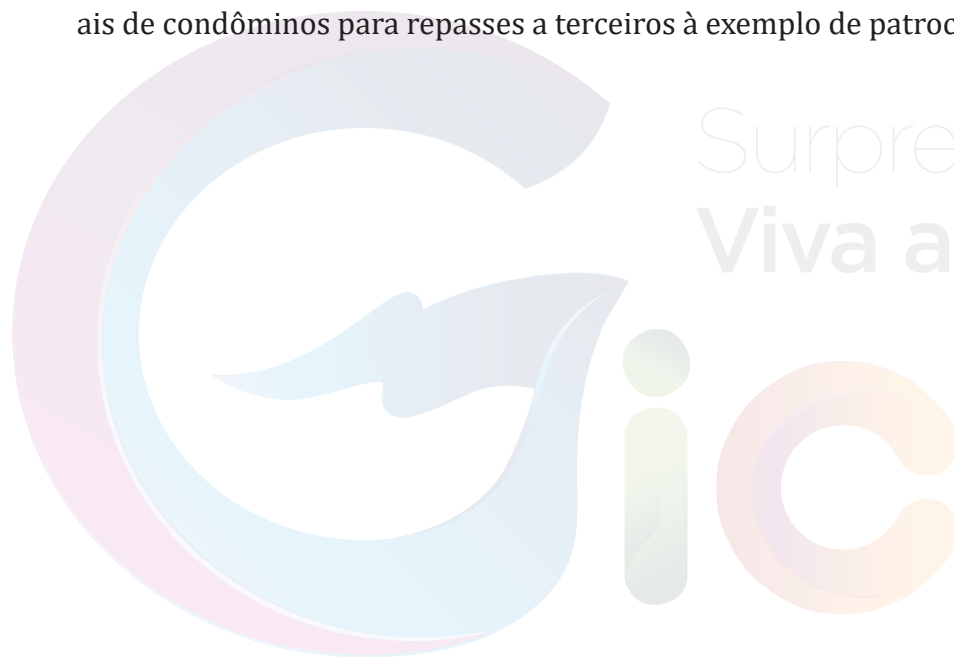 ais de condôminos para repasses a terceiros à exemplo de patroc
Surpre
Viva a
Gic